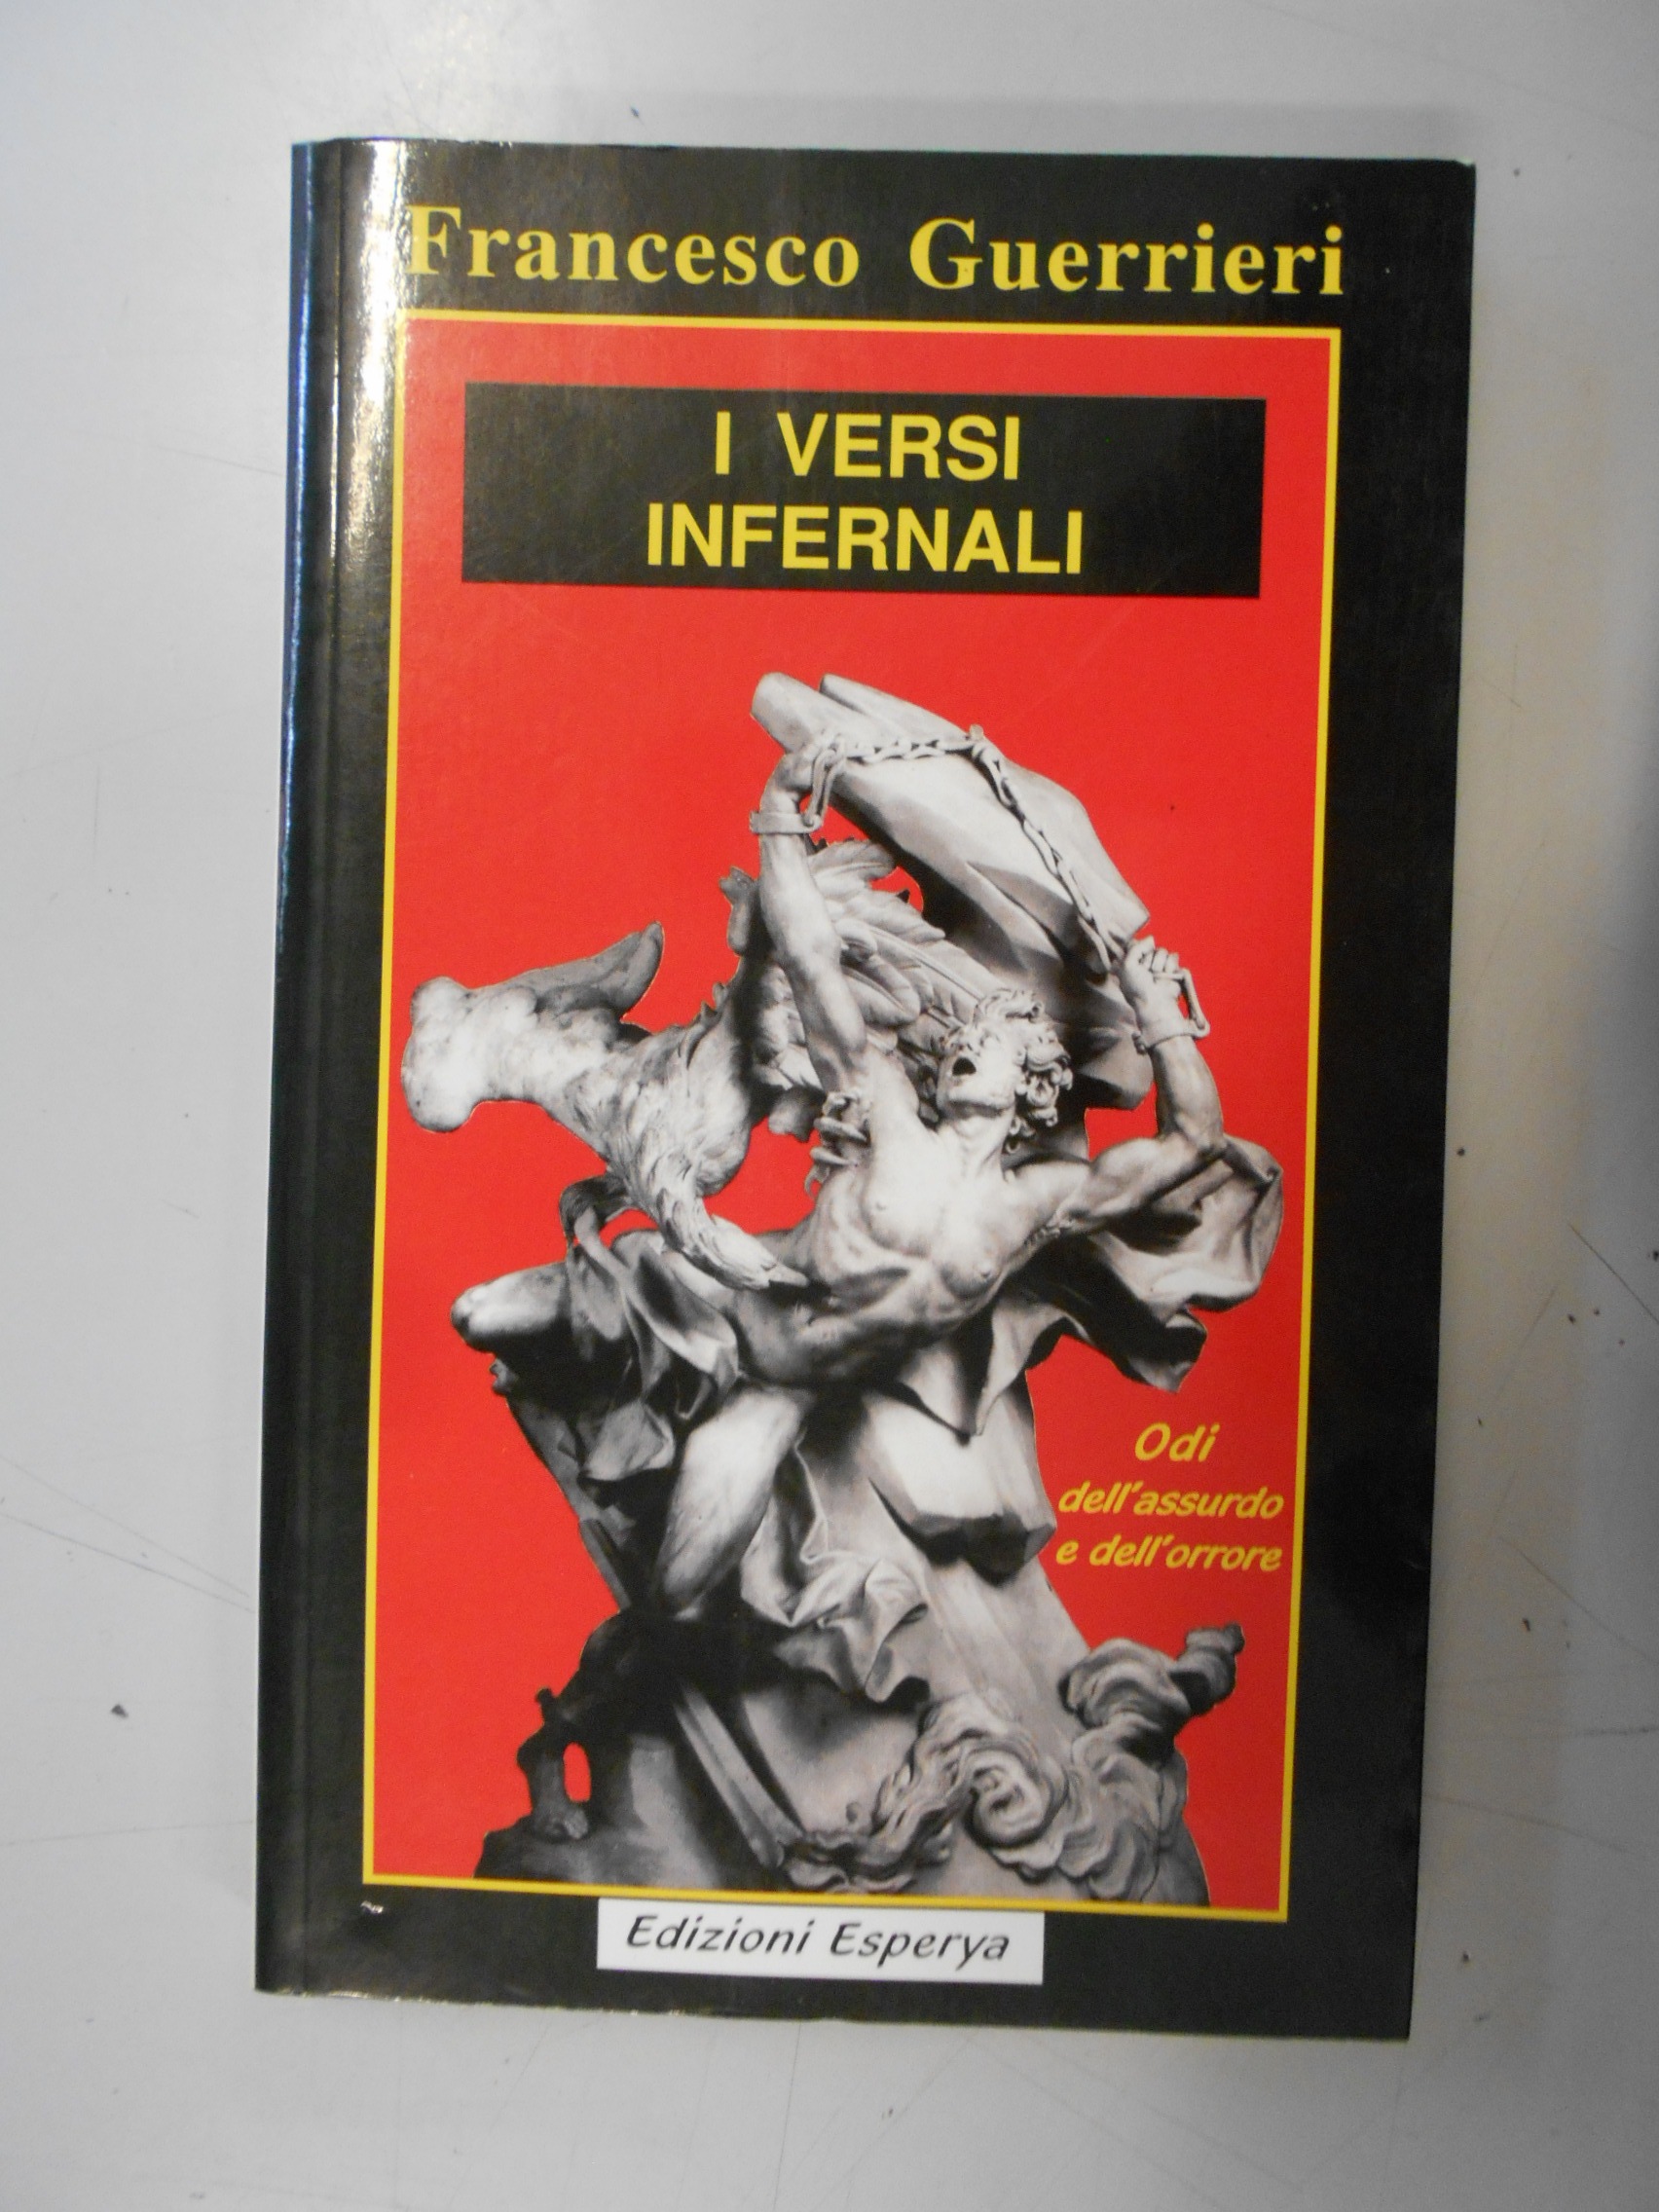 Francesco Guerrieri
I VERSI
INFERNALI
Odi
dell'assurdo
e dell'orrore
Edizioni Esperya